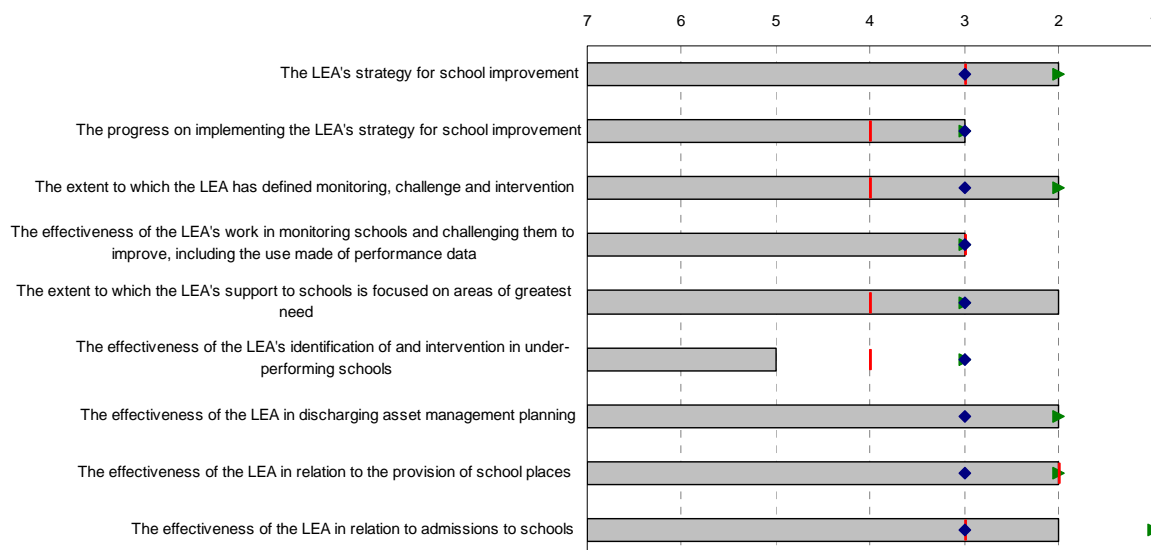 7 6 5 4 3 2
The LEA's strategy for school improvement
The progress on implementing the LEA's strategy for school improvement
The extent to which the LEA has defined monitoring, challenge and intervention
The effectiveness of the LEA's work in monitoring schools and challenging them to
improve, including the use made of performance data
The extent to which the LEA's support to schools is focused on areas of greatest
need
The effectiveness of the LEA's identification of and intervention in under-
performing schools
The effectiveness of the LEA in discharging asset management planning
The effectiveness of the LEA in relation to the provision of school places
The effectiveness of the LEA in relation to admissions to schools